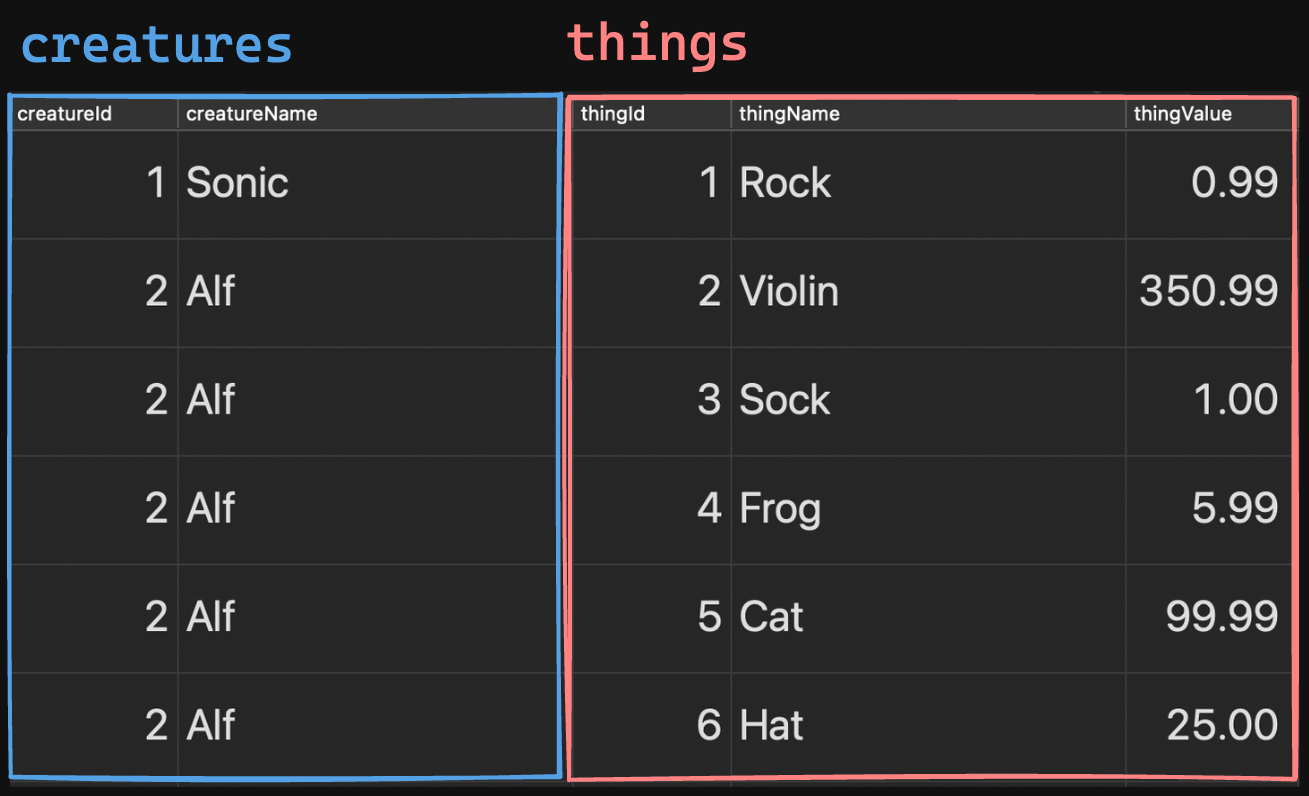 creatures things
creatureId creatureName thingId thingName thingValue
1 Sonic 1 Rock 0.99
2 Alf 2 Violin 350.99
2 Alf 3 Sock 1.00
2 Alf 4 Frog 5.99
2 Alf 5 Cat 99.99
2 Alf 6 Hat 25.00